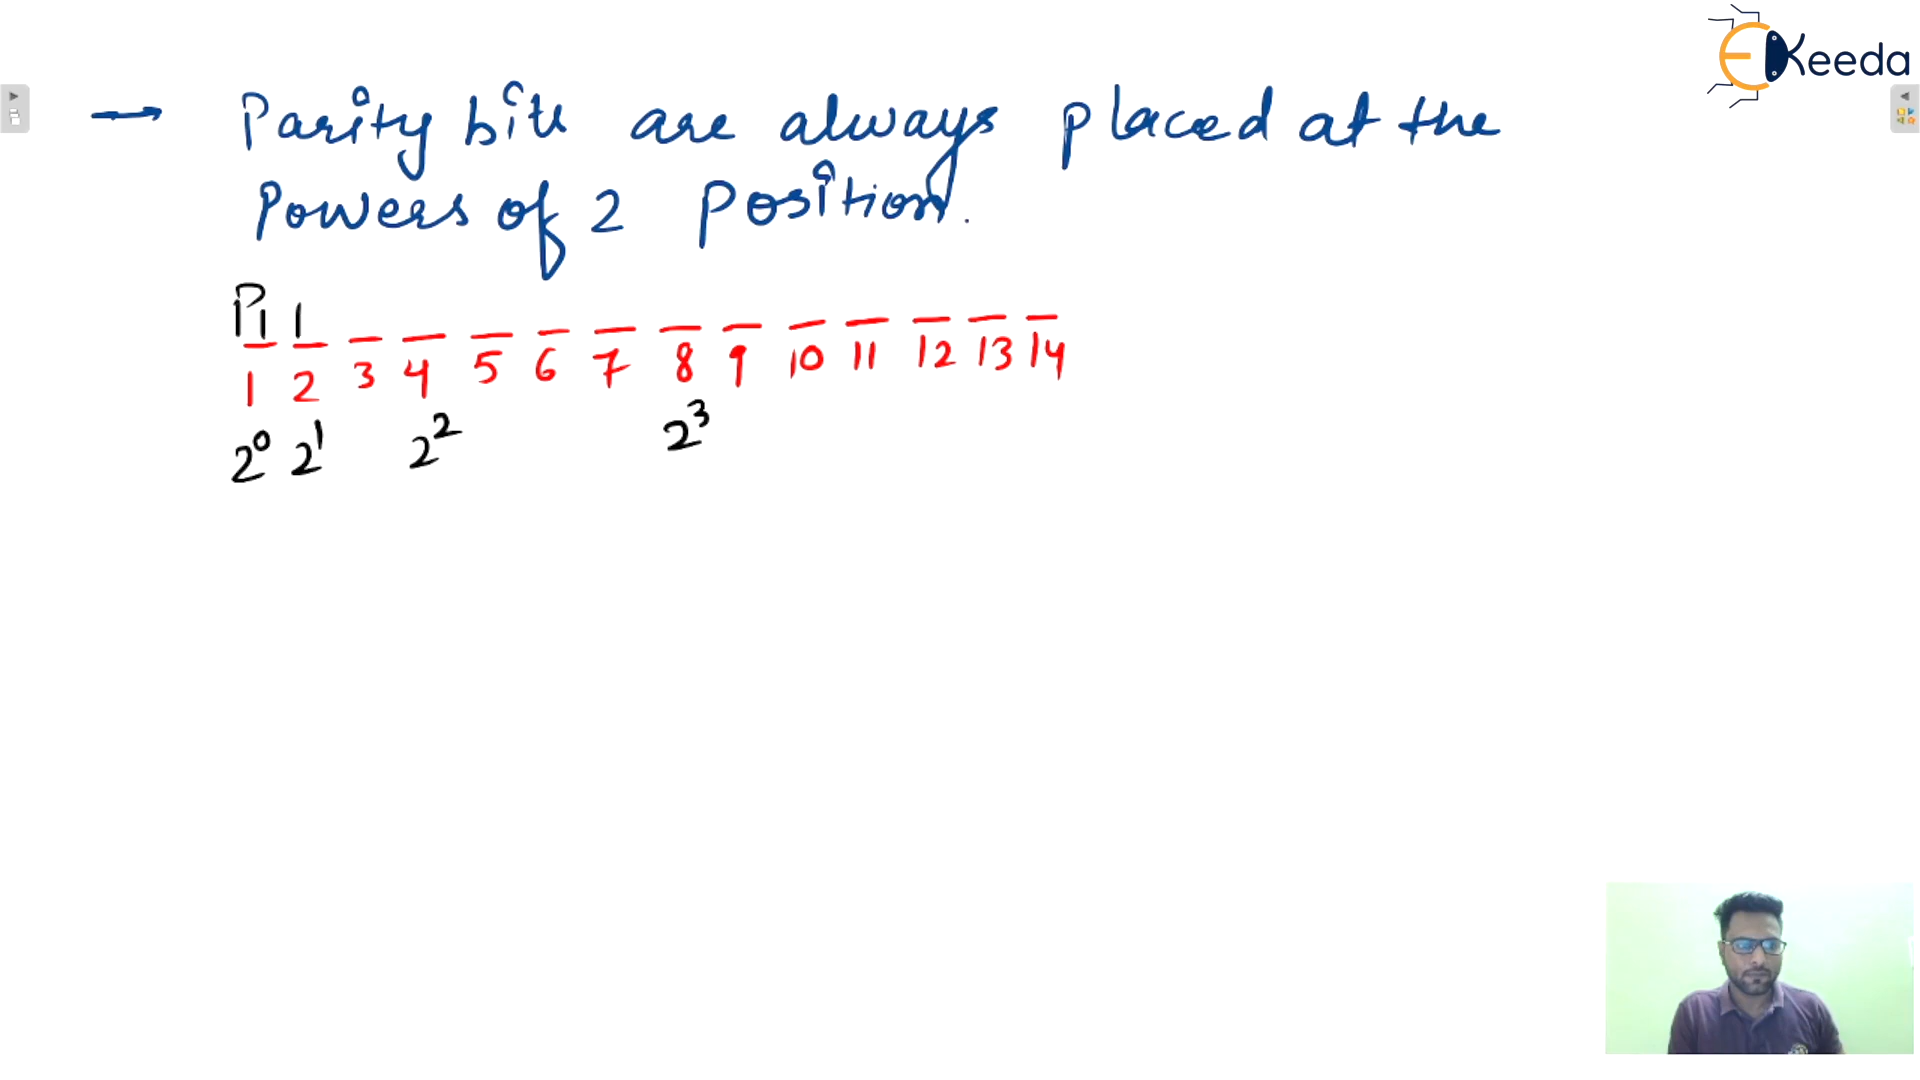 EKeeda
→ Parity bits are always placed at the
Powers of 2 Position.
P1 1
1 2 3 4 5 6 7 8 9 10 11 12 13 14
2⁰ 2¹ 2² 2³